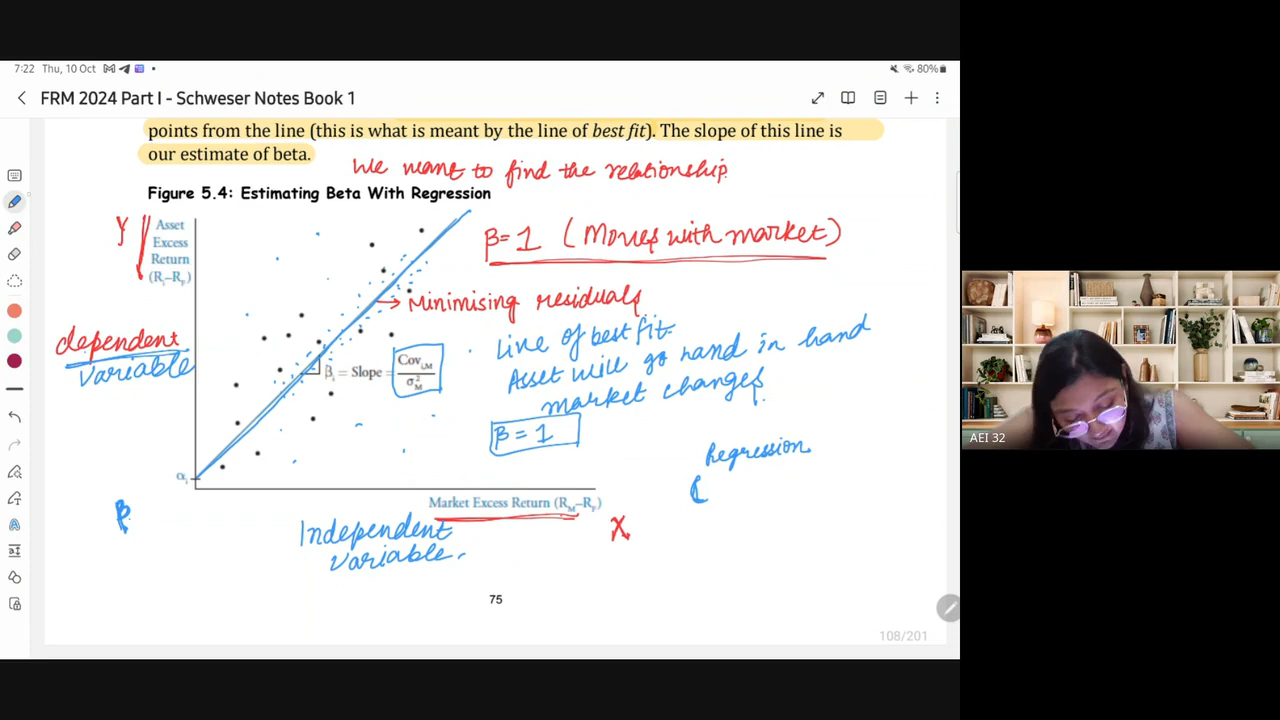 7:22 Thu, 10 Oct
80%
FRM 2024 Part I - Schweser Notes Book 1
points from the line (this is what is meant by the line of best fit). The slope of this line is
our estimate of beta.
We want to find the relationship
Figure 5.4: Estimating Beta With Regression
Y
Asset
Excess
Return
(Ri–RF)
β = 1 (Moves with market)
Minimising residuals
dependent
variable
Line of best fit.
Asset will go hand in hand
market changes.
βi = Slope = Covi,M / σ²M
β = 1
Regression
αi
β
Market Excess Return (RM–RF)
Independent
variable.
X
75
108/201
AEI 32